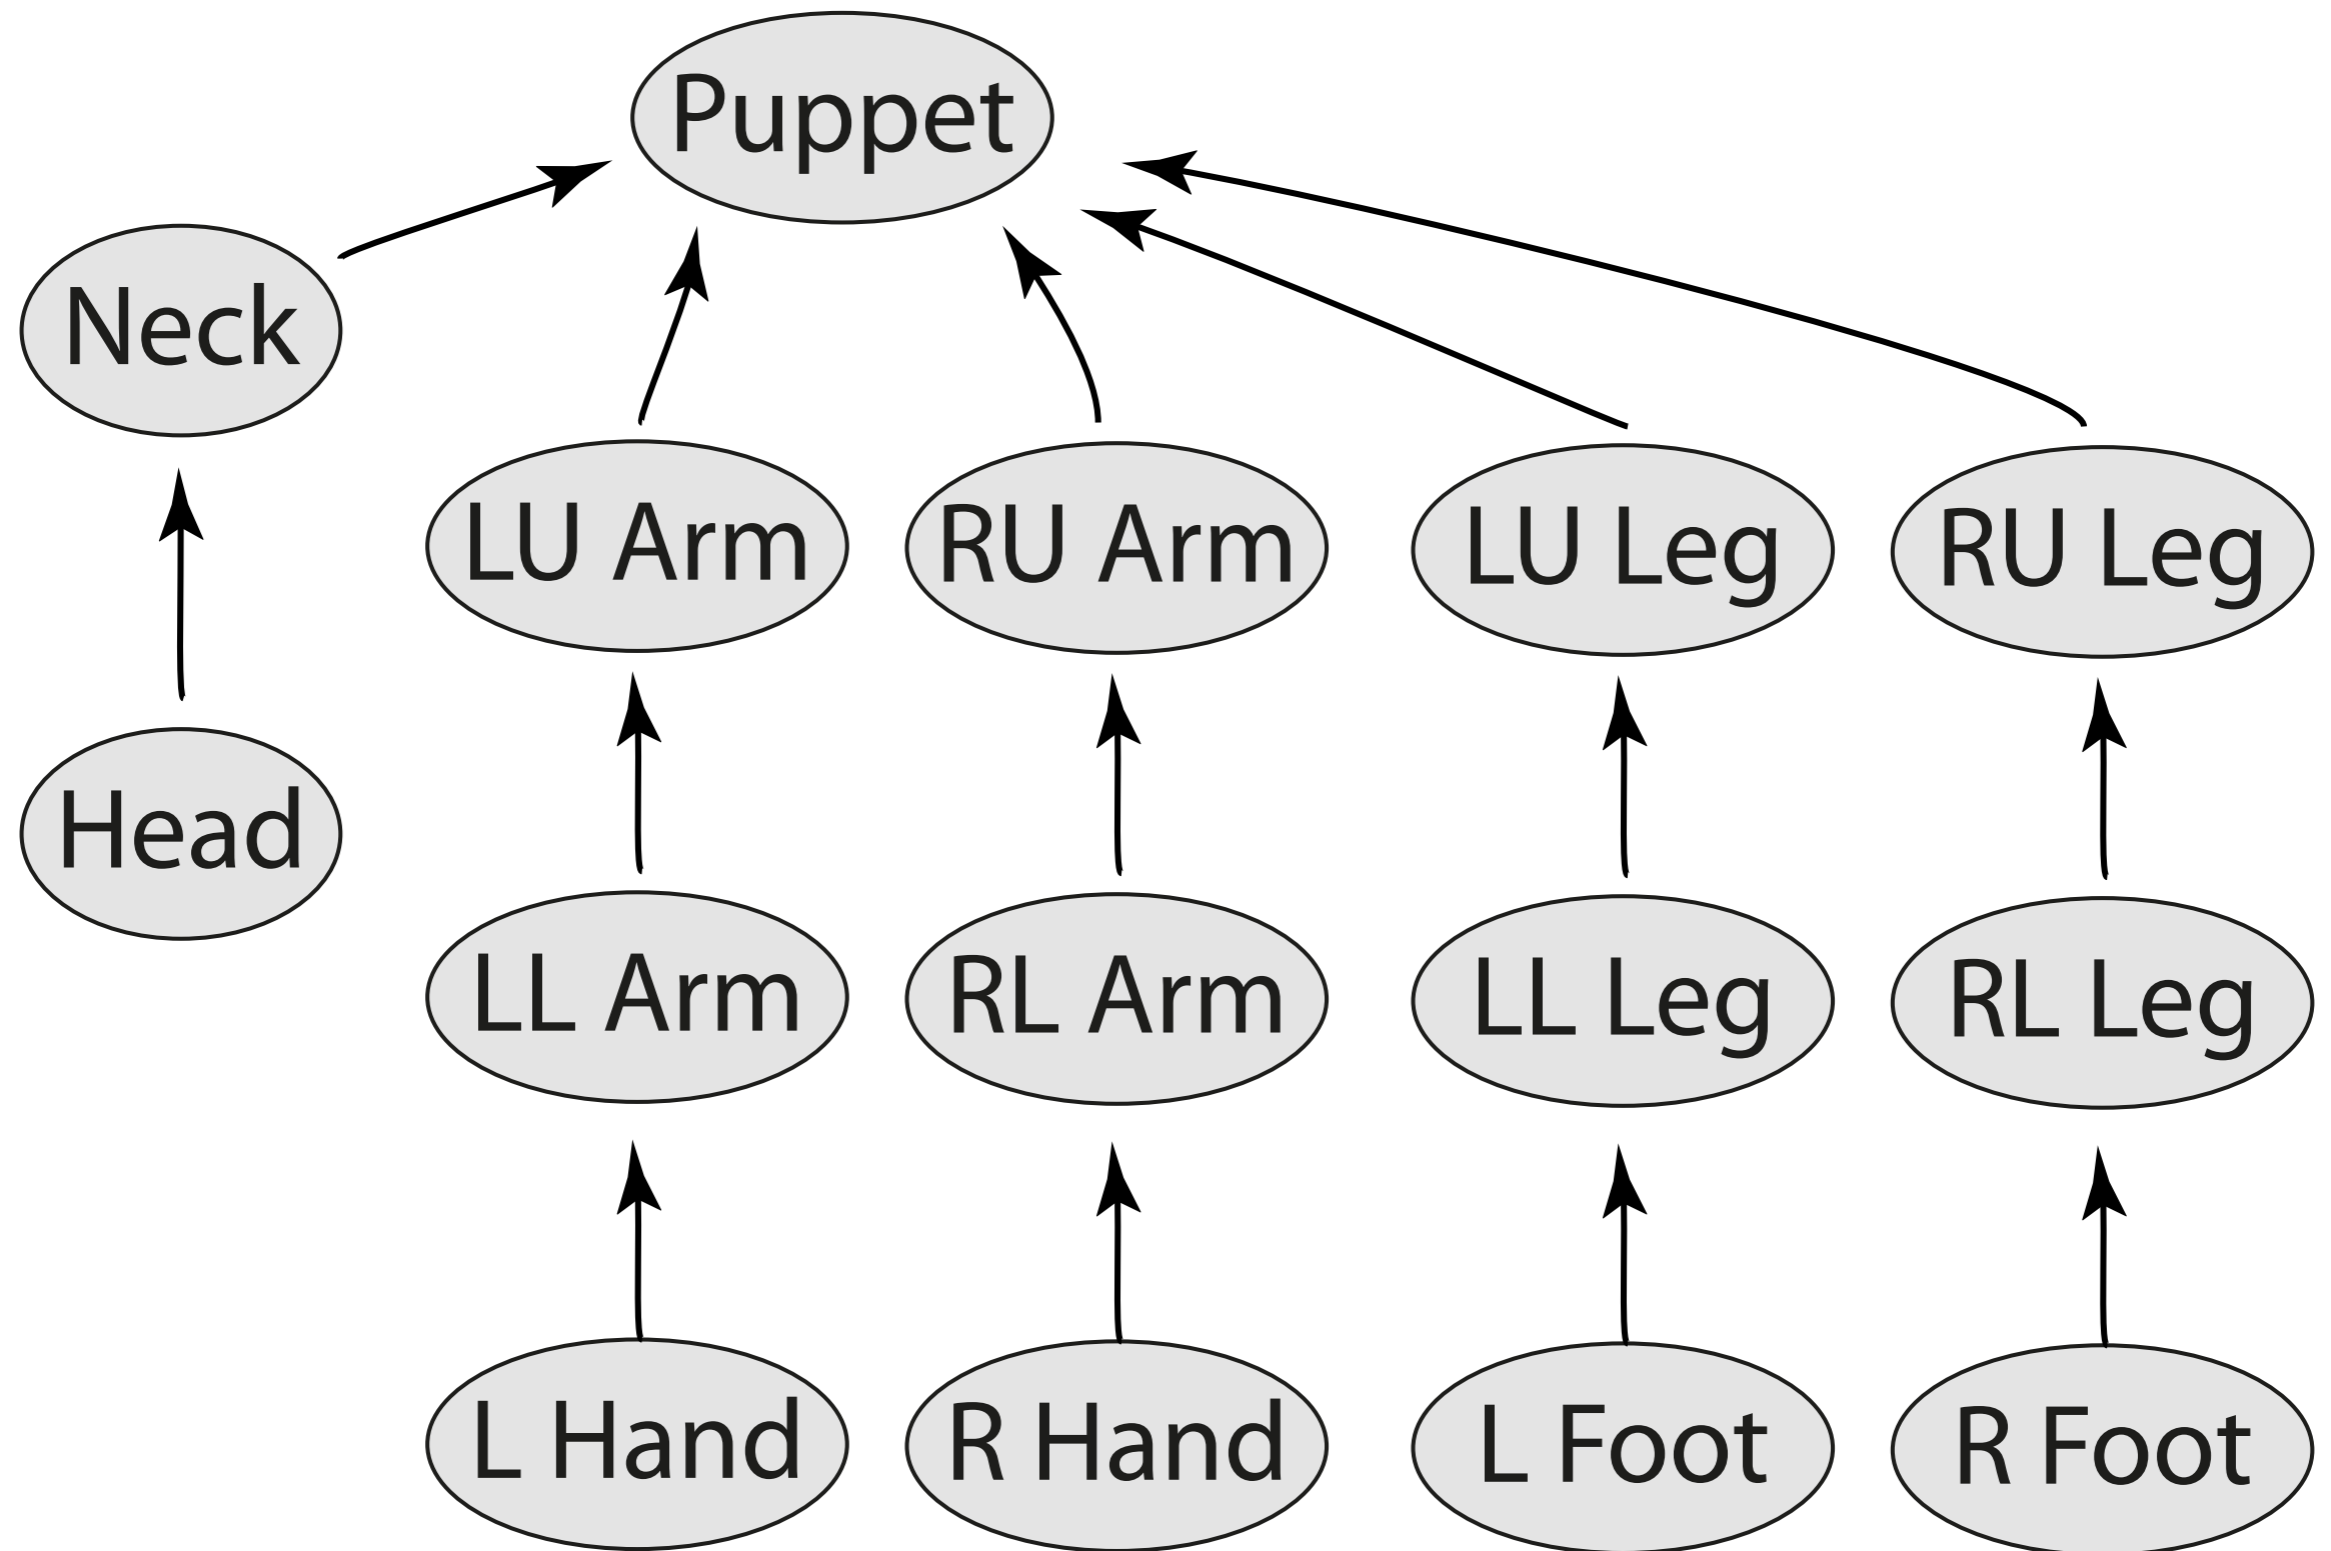 Puppet
Neck
LU Arm
RU Arm
LU Leg
RU Leg
Head
LL Arm
RL Arm
LL Leg
RL Leg
L Hand
R Hand
L Foot
R Foot